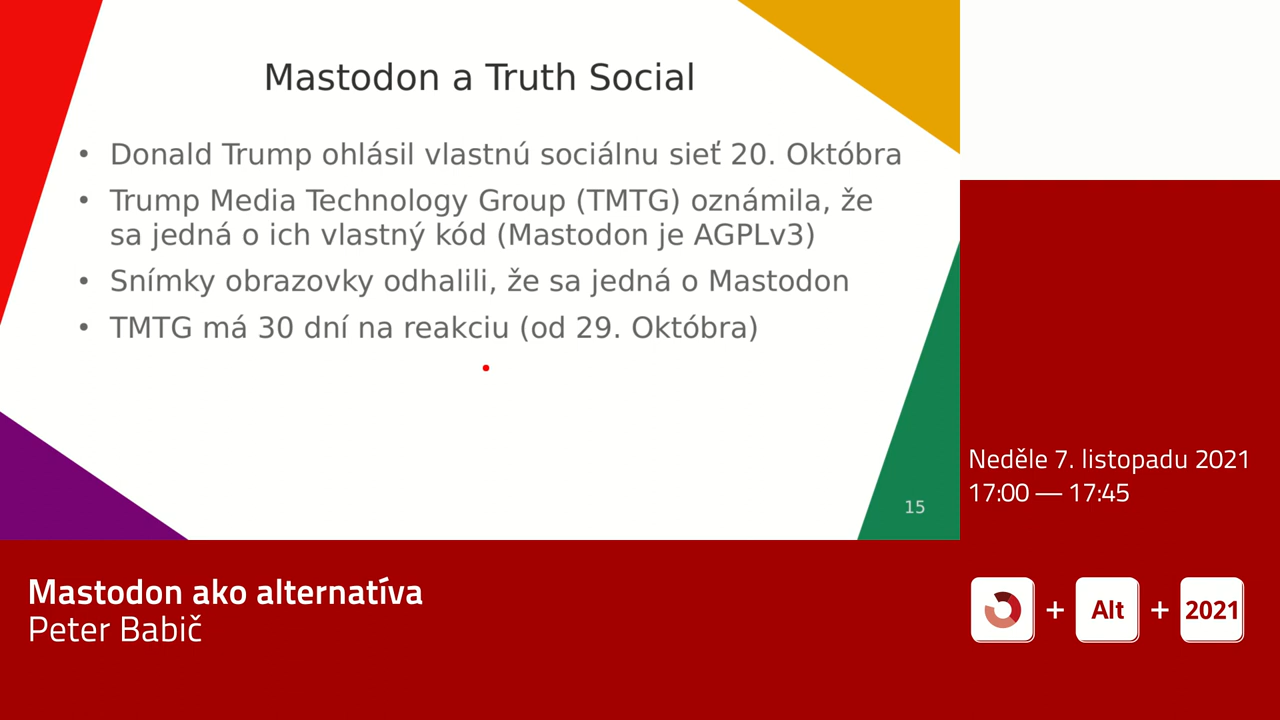 Mastodon a Truth Social
• Donald Trump ohlásil vlastnú sociálnu sieť 20. Októbra
• Trump Media Technology Group (TMTG) oznámila, že
sa jedná o ich vlastný kód (Mastodon je AGPLv3)
• Snímky obrazovky odhalili, že sa jedná o Mastodon
• TMTG má 30 dní na reakciu (od 29. Októbra)
15
Neděle 7. listopadu 2021
17:00 — 17:45
Mastodon ako alternatíva
Peter Babič
+ Alt + 2021